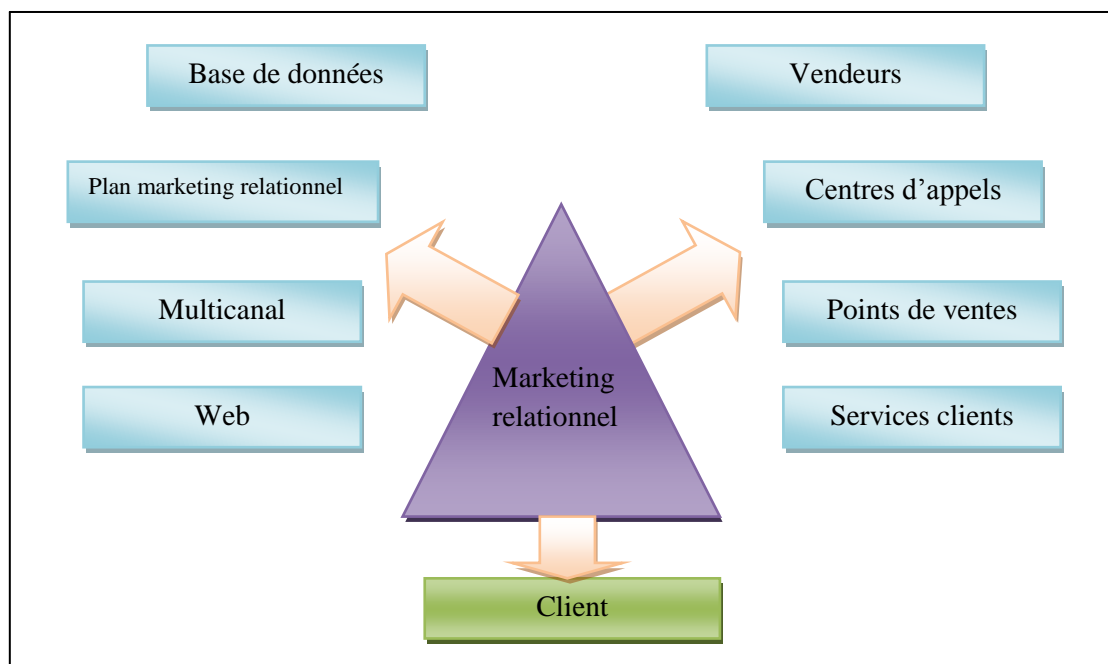 Base de données
Vendeurs
Plan marketing relationnel
Centres d’appels
Multicanal
Points de ventes
Marketing
relationnel
Web
Services clients
Client